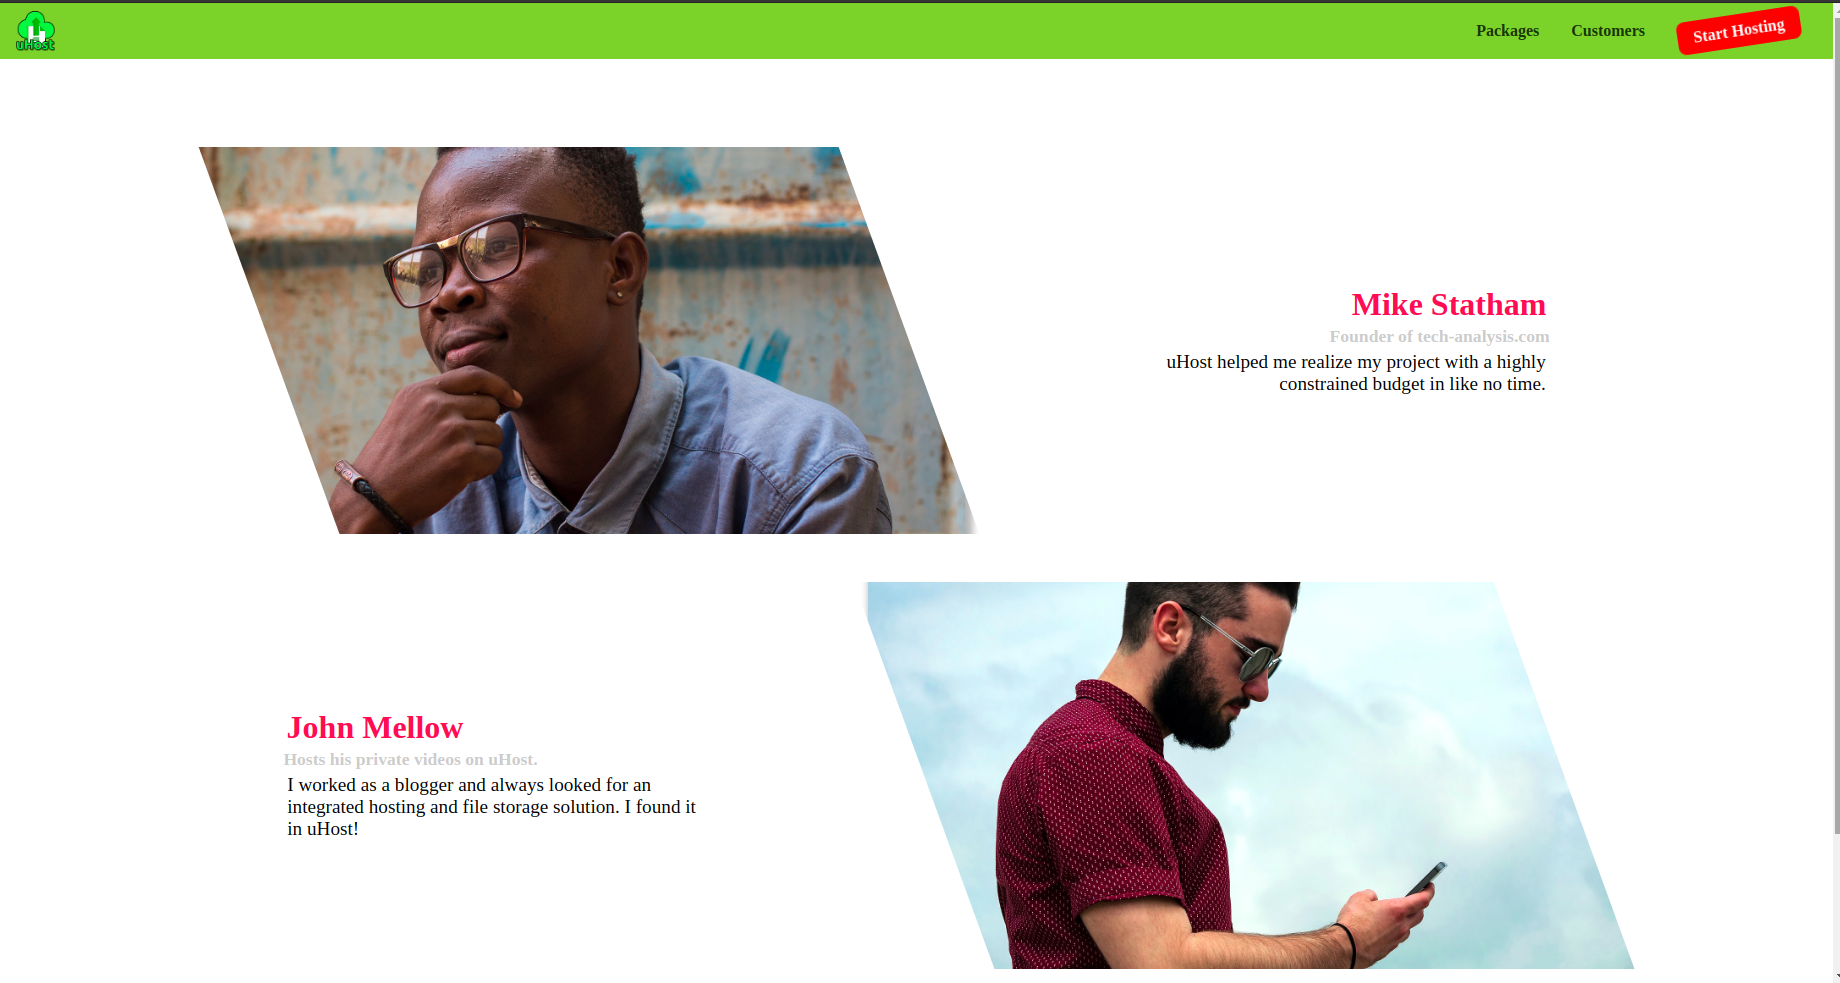 uHost
Packages
Customers
Start Hosting
Mike Statham
Founder of tech-analysis.com
uHost helped me realize my project with a highly
constrained budget in like no time.
John Mellow
Hosts his private videos on uHost.
I worked as a blogger and always looked for an
integrated hosting and file storage solution. I found it
in uHost!